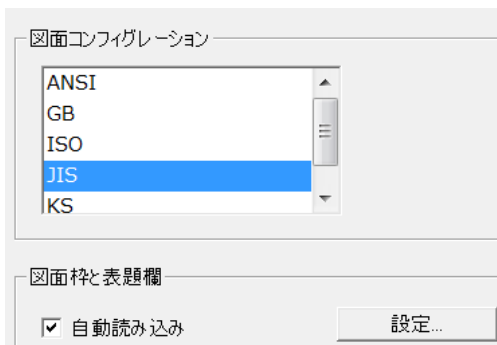 図面コンフィグレーション
ANSI
GB
ISO
JIS
KS
図面枠と表題欄
自動読み込み
設定...